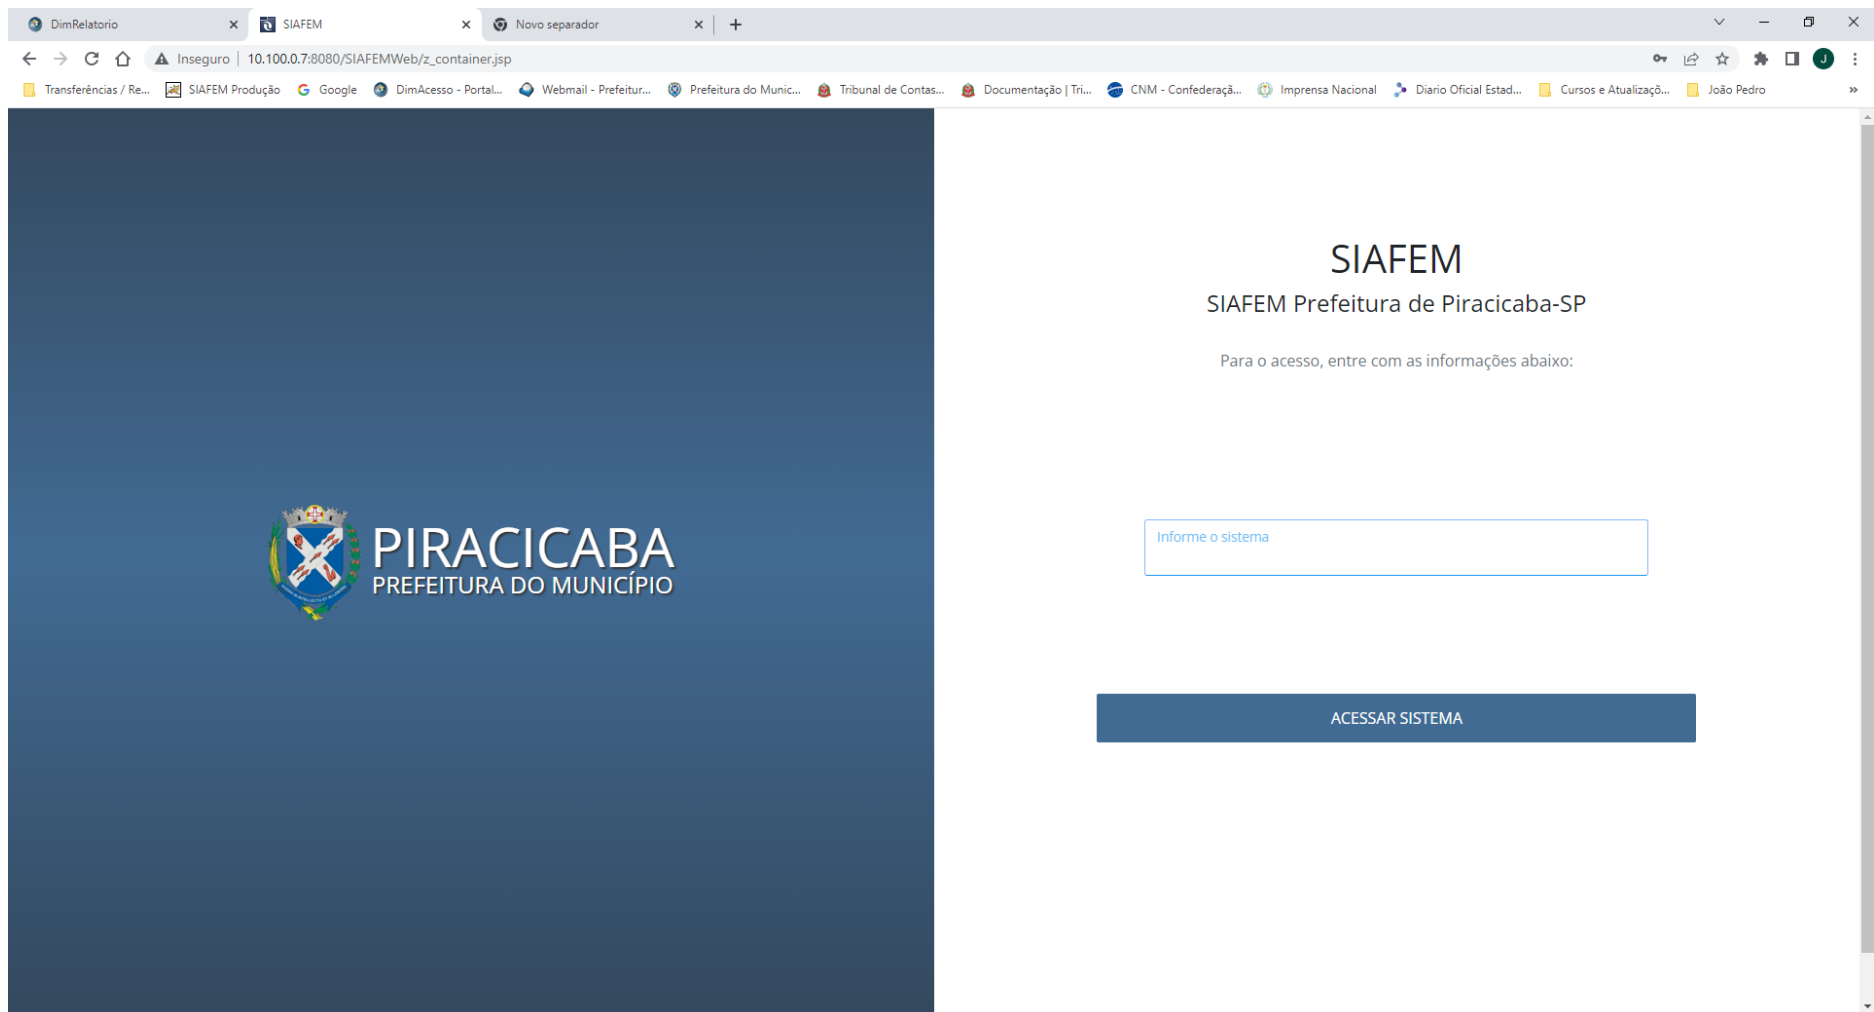 DimRelatorio
SIAFEM
Novo separador
Inseguro | 10.100.0.7:8080/SIAFEMWeb/z_container.jsp
J
Transferências / Re... SIAFEM Produção Google DimAcesso - Portal... Webmail - Prefeitur... Prefeitura do Munic... Tribunal de Contas... Documentação | Tri... CNM - Confederaçã... Imprensa Nacional Diario Oficial Estad... Cursos e Atualizaçõ... João Pedro »
SIAFEM
SIAFEM Prefeitura de Piracicaba-SP
Para o acesso, entre com as informações abaixo:
Informe o sistema
ACESSAR SISTEMA
PIRACICABA
PREFEITURA DO MUNICÍPIO